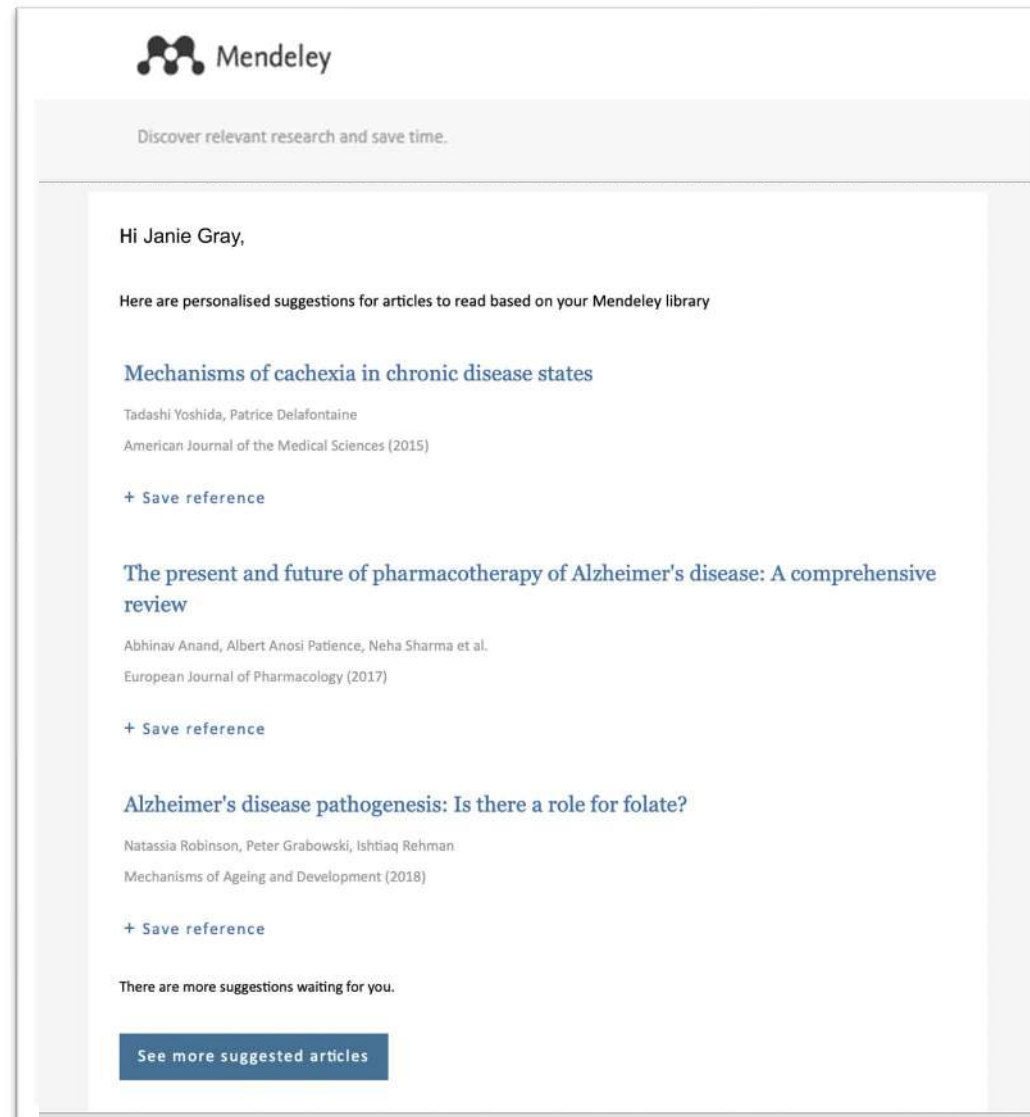 Mendeley
Discover relevant research and save time.
Hi Janie Gray,
Here are personalised suggestions for articles to read based on your Mendeley library
Mechanisms of cachexia in chronic disease states
Tadashi Yoshida, Patrice Delafontaine
American Journal of the Medical Sciences (2015)
+ Save reference
The present and future of pharmacotherapy of Alzheimer's disease: A comprehensive
review
Abhinav Anand, Albert Anosi Patience, Neha Sharma et al.
European Journal of Pharmacology (2017)
+ Save reference
Alzheimer's disease pathogenesis: Is there a role for folate?
Natassia Robinson, Peter Grabowski, Ishtiaq Rehman
Mechanisms of Ageing and Development (2018)
+ Save reference
There are more suggestions waiting for you.
See more suggested articles